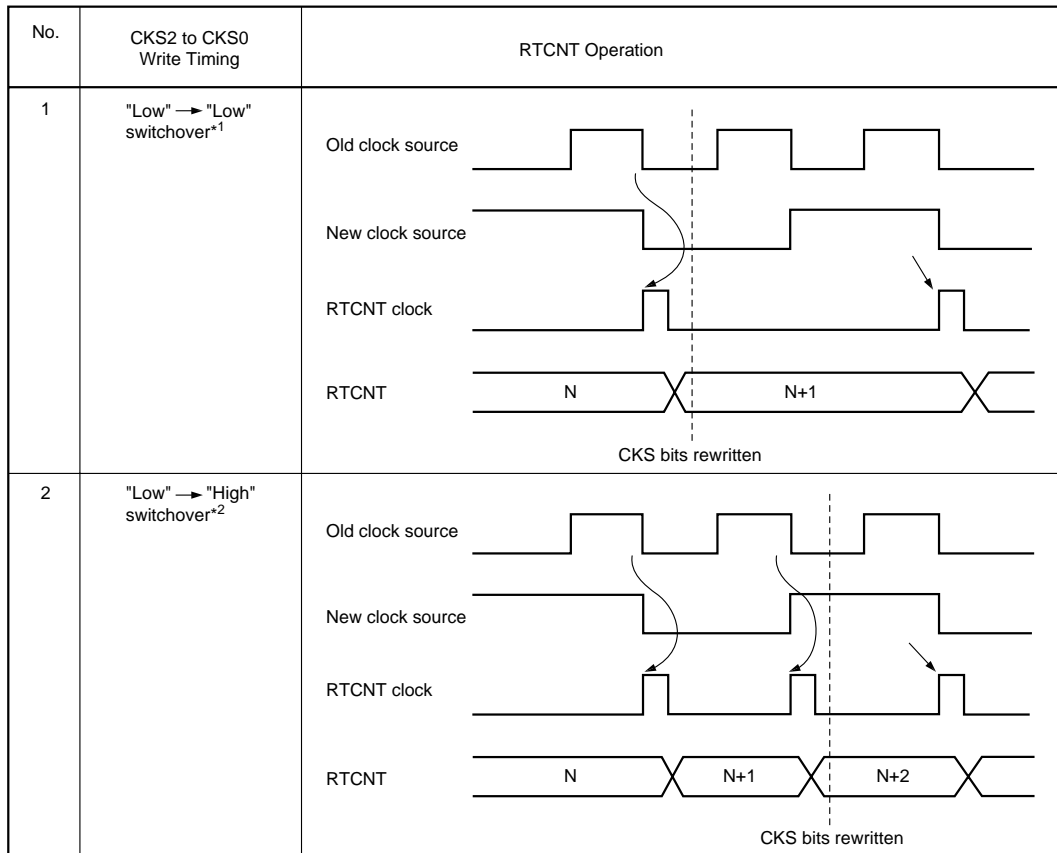 No.
CKS2 to CKS0
Write Timing
RTCNT Operation
1
"Low" → "Low"
switchover*1
Old clock source
New clock source
RTCNT clock
RTCNT
N
N+1
CKS bits rewritten
2
"Low" → "High"
switchover*2
Old clock source
New clock source
RTCNT clock
RTCNT
N
N+1
N+2
CKS bits rewritten